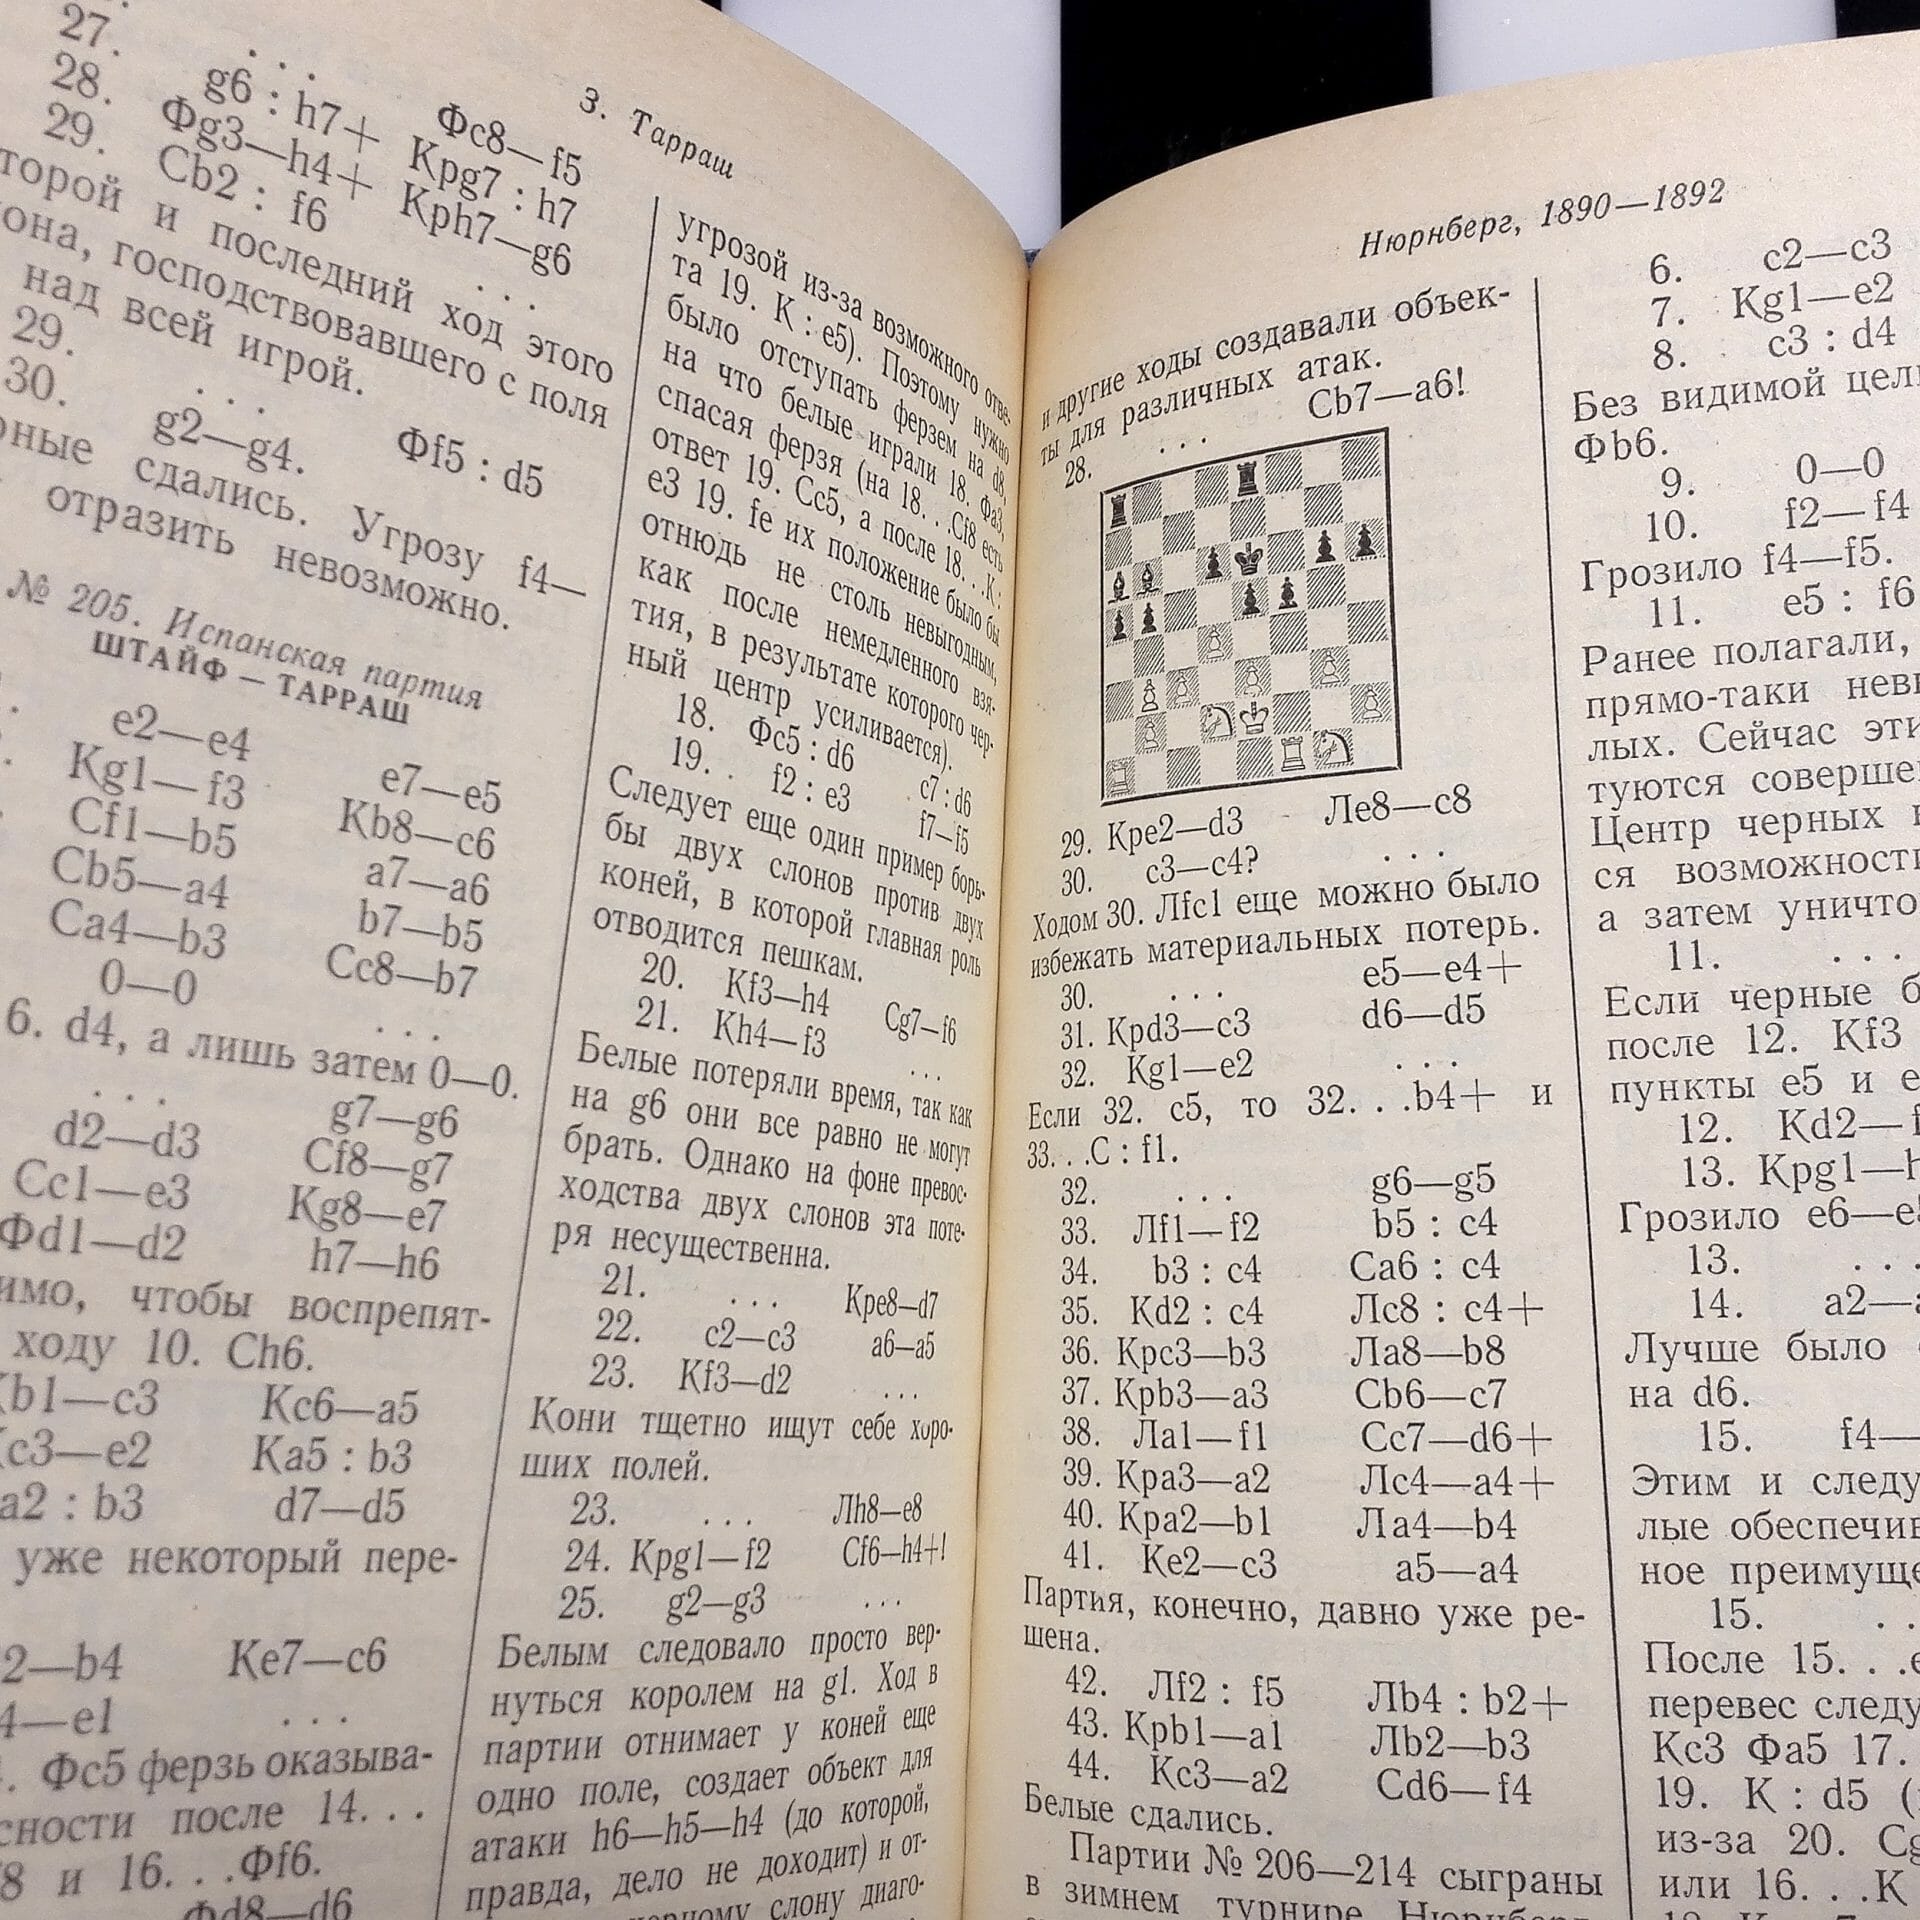 3. Тарраш
27. . . . Фc8—f5
28. g6 : h7+ Крg7 : h7
29. Фg3—h4+ Крh7—g6
Сb2 : f6 . . .
и последний ход этого
господствовавшего с поля
над всей игрой.
29. . . . Фf5 : d5
30. g2—g4.
сдались. Угрозу f4—
отразить невозможно.
№ 205. Испанская партия
ШТАЙФ — ТАРРАШ
e2—e4 e7—e5
Кg1—f3 Кb8—c6
Сf1—b5 a7—a6
Сb5—a4 b7—b5
Сa4—b3 Сc8—b7
0—0 . . .
6. d4, а лишь затем 0—0.
. . . g7—g6
d2—d3 Сf8—g7
Сc1—e3 Кg8—e7
Фd1—d2 h7—h6
чтобы воспрепят-
ходу 10. Сh6.
Кb1—c3 Кc6—a5
Кc3—e2 Кa5 : b3
a2 : b3 d7—d5
уже некоторый пере-
2—b4 Кe7—c6
4—e1 . . .
Фc5 ферзь оказыва-
после 14. . .
и 16. . .Фf6.
Фd8—d6
угрозой из-за возможного отве-
та 19. К : e5). Поэтому нужно
было отступать ферзем на d8,
на что белые играли 18. Фa3,
спасая ферзя (на 18. . .Сf8 есть
ответ 19. Сc5, а после 18. . .К :
e3 19. fe их положение было бы
отнюдь не столь невыгодным,
как после немедленного взя-
тия, в результате которого чер-
ный центр усиливается).
18. Фc5 : d6 c7 : d6
19. f2 : e3 f7—f5
Следует еще один пример борь-
бы двух слонов против двух
коней, в которой главная роль
отводится пешкам.
20. Кf3—h4 Сg7—f6
21. Кh4—f3 . . .
Белые потеряли время, так как
на g6 они все равно не могут
брать. Однако на фоне превос-
ходства двух слонов эта поте-
ря несущественна.
21. . . . Крe8—d7
22. c2—c3 a6—a5
23. Кf3—d2 . . .
Кони тщетно ищут себе хоро-
ших полей.
23. . . . Лh8—e8
24. Крg1—f2 Сf6—h4+!
25. g2—g3 . . .
Белым следовало просто вер-
нуться королем на g1. Ход в
партии отнимает у коней еще
одно поле, создает объект для
атаки h6—h5—h4 (до которой,
правда, дело не доходит) и от-
черному слону диаго-
Нюрнберг, 1890—1892
и другие ходы создавали объек-
ты для различных атак.
28. . . . Сb7—a6!
29. Крe2—d3 Лe8—c8
30. c3—c4? . . .
Ходом 30. Лfc1 еще можно было
избежать материальных потерь.
30. . . . e5—e4+
31. Крd3—c3 d6—d5
32. Кg1—e2 . . .
Если 32. c5, то 32. . .b4+ и
33. . .С : f1.
32. . . . g6—g5
33. Лf1—f2 b5 : c4
34. b3 : c4 Сa6 : c4
35. Кd2 : c4 Лc8 : c4+
36. Крc3—b3 Лa8—b8
37. Крb3—a3 Сb6—c7
38. Лa1—f1 Сc7—d6+
39. Крa3—a2 Лc4—a4+
40. Крa2—b1 Лa4—b4
41. Кe2—c3 a5—a4
Партия, конечно, давно уже ре-
шена.
42. Лf2 : f5 Лb4 : b2+
43. Крb1—a1 Лb2—b3
44. Кc3—a2 Сd6—f4
Белые сдались.
Партии № 206—214 сыграны
в зимнем турнире
6. c2—c3
7. Кg1—e2
8. c3 : d4
Без видимой
Фb6.
9. 0—0
10. f2—f4
Грозило f4—f5.
11. e5 : f6
Ранее полагали,
прямо-таки
лых. Сейчас
туются
Центр черных
ся возможност
а затем уничто
11. . . .
Если черные
после 12. Кf3
пункты e5 и
12. Кd2—f
13. Крg1—h
Грозило e6—e5
13. . . .
14. a2—a
Лучше было
на d6.
15. f4—
Этим и следу
лые обеспечи
ное преимуще
15. . .
После 15. . .
перевес следу
Кc3 Фa5 17.
19. К : d5
из-за 20. Сg
или 16. . .К